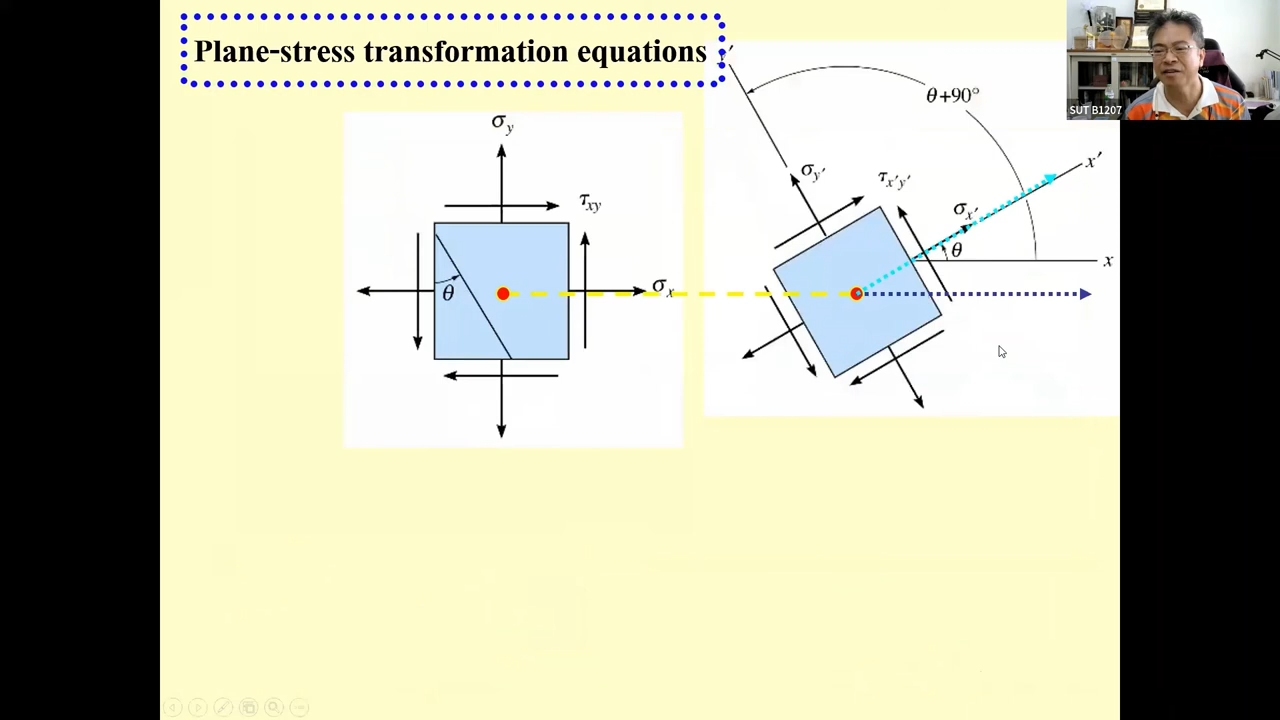 Plane-stress transformation equations
y′
θ+90°
SUT B1207
σy
σy′
τx′y′
x′
τxy
σx′
θ
x
θ
σx